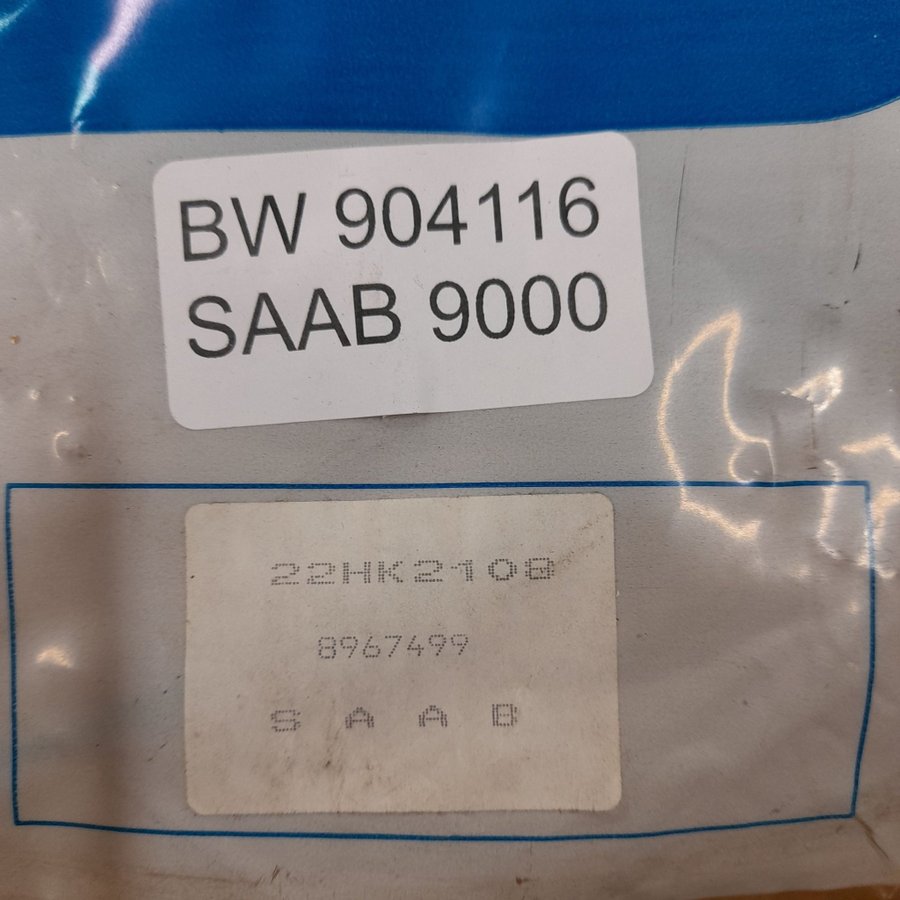 BW 904116
SAAB 9000
22HK2108
8967499
S A A B